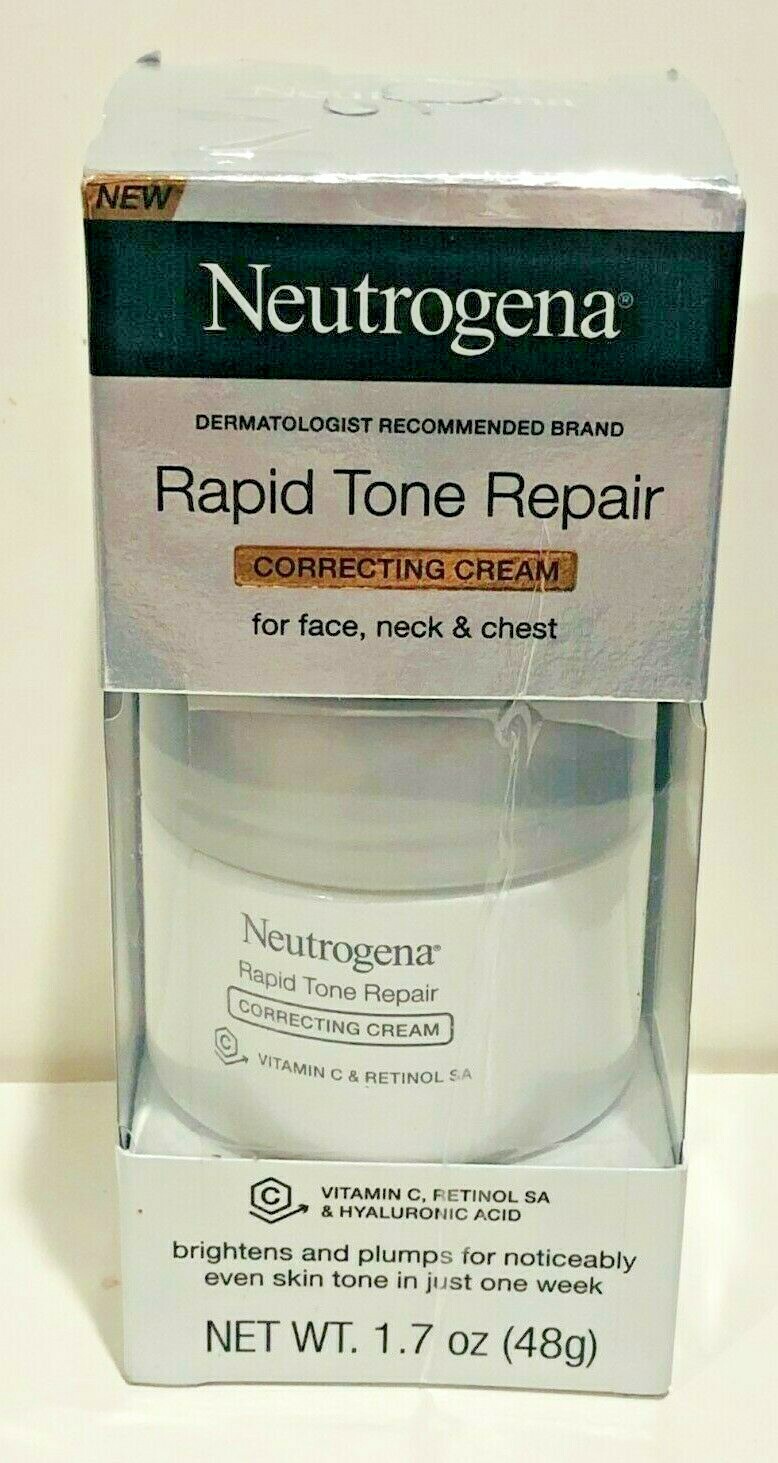 NEW
Neutrogena®
DERMATOLOGIST RECOMMENDED BRAND
Rapid Tone Repair
CORRECTING CREAM
for face, neck & chest
Neutrogena®
Rapid Tone Repair
CORRECTING CREAM
C
VITAMIN C & RETINOL SA
C
VITAMIN C, RETINOL SA
& HYALURONIC ACID
brightens and plumps for noticeably
even skin tone in just one week
NET WT. 1.7 oz (48g)